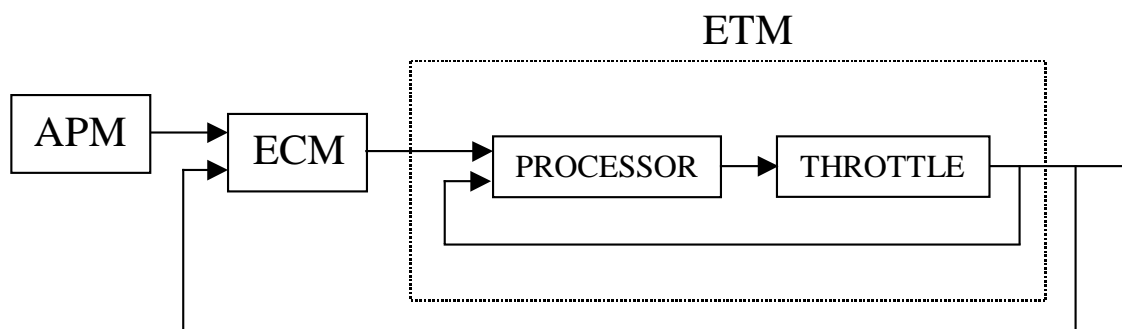 ETM
APM
ECM
PROCESSOR
THROTTLE